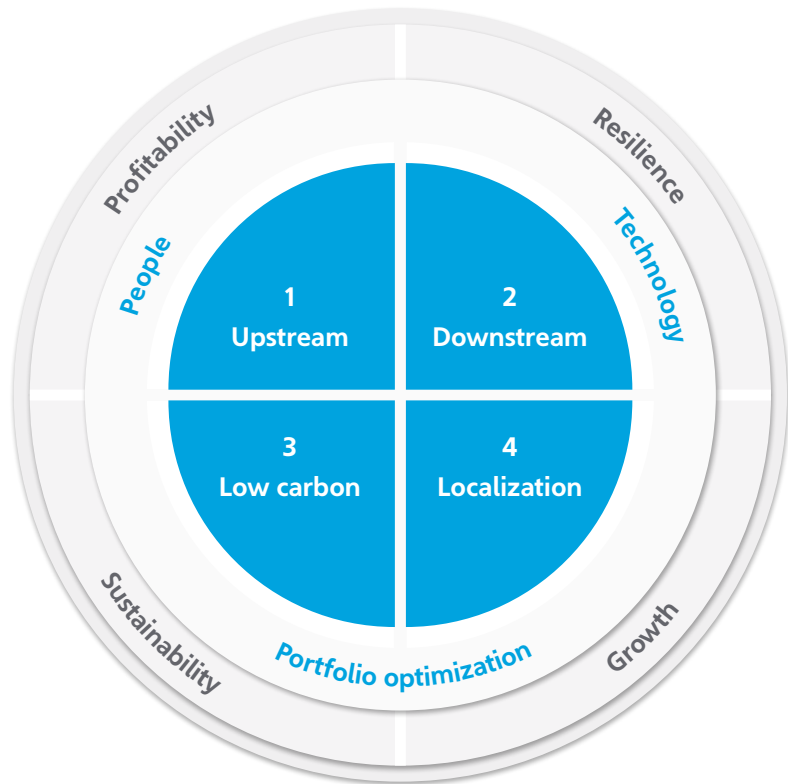 Profitability
Resilience
People
Technology
1
Upstream
2
Downstream
3
Low carbon
4
Localization
Sustainability
Portfolio optimization
Growth